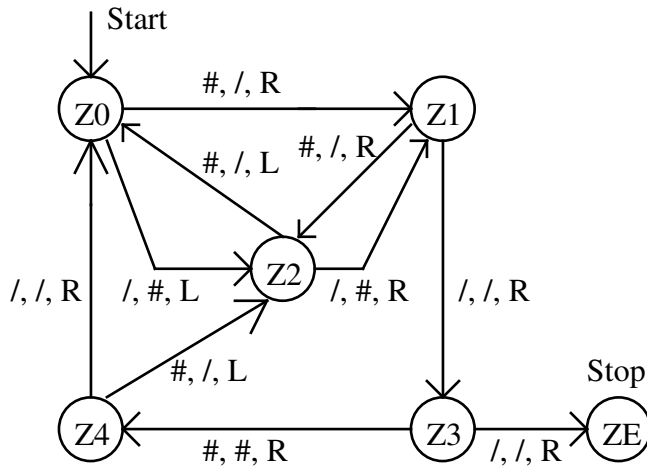 Start
#, /, R
Z0
Z1
#, /, R
#, /, L
Z2
/, #, L
/, #, R
/, /, R
/, /, R
#, /, L
Stop
Z4
Z3
ZE
#, #, R
/, /, R